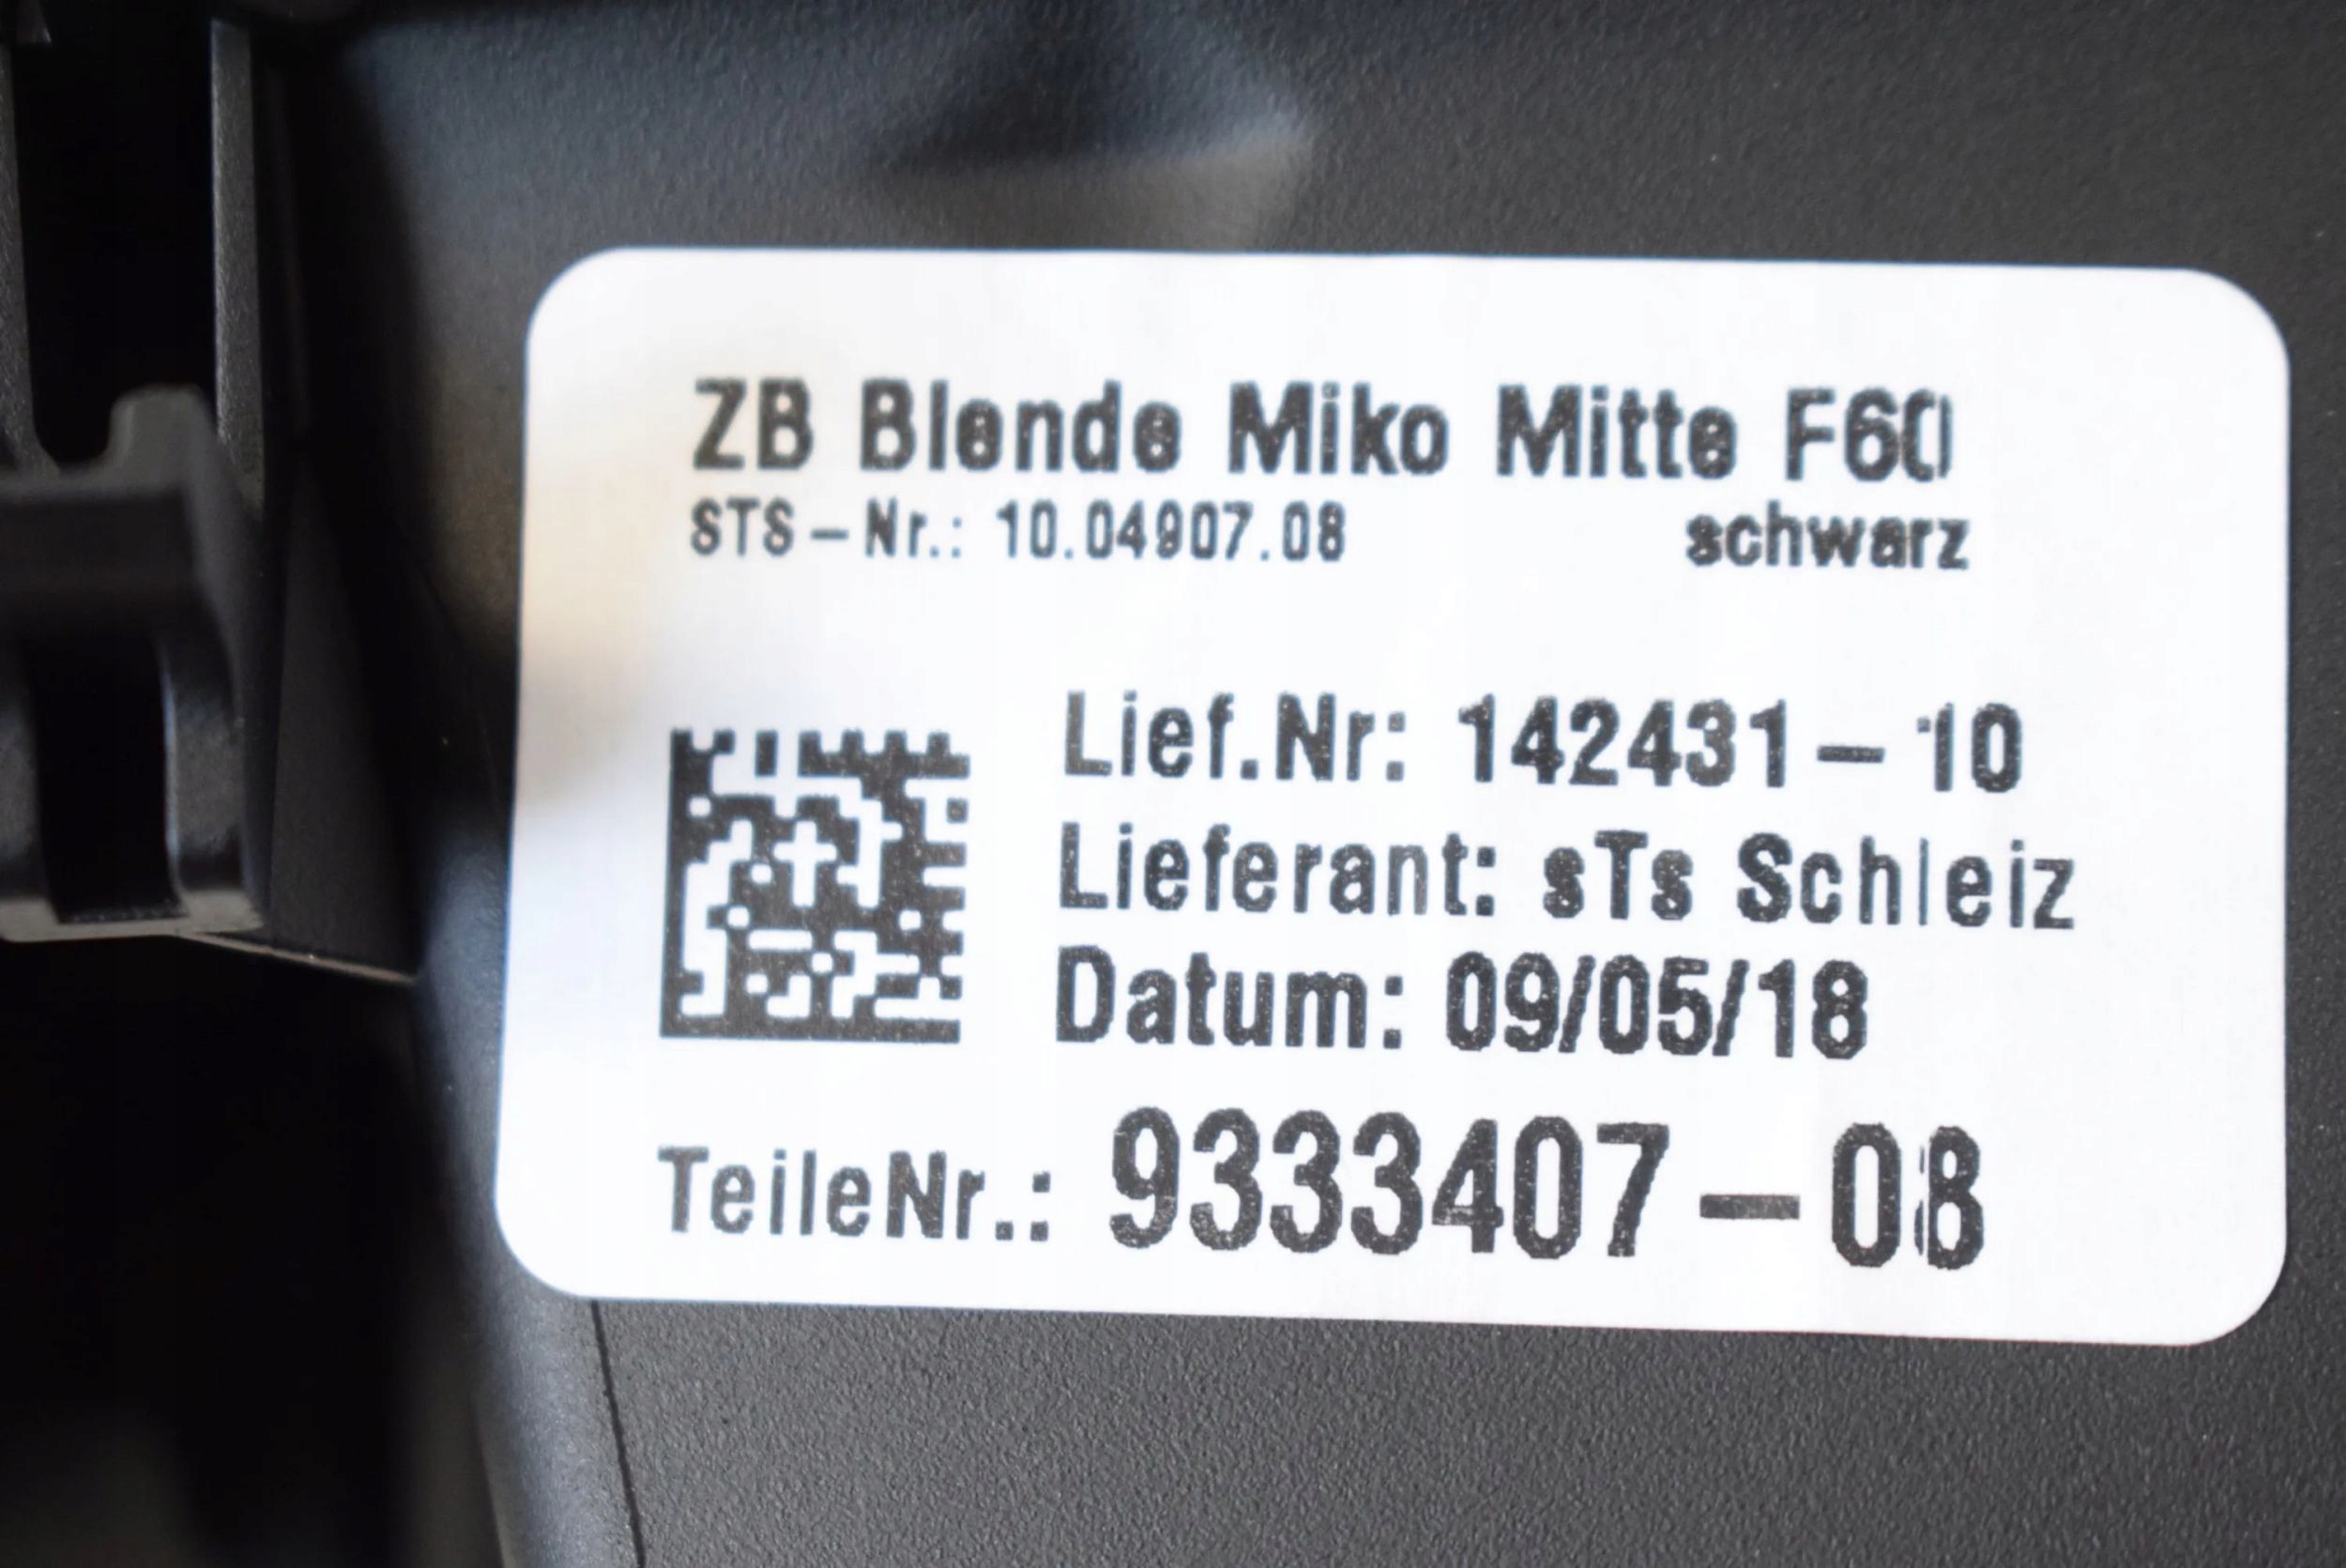 ZB Blende Miko Mitte F60
STS-Nr.: 10.04907.08 schwarz
Lief.Nr: 142431-10
Lieferant: sTs Schleiz
Datum: 09/05/18
TeileNr.: 9333407-08